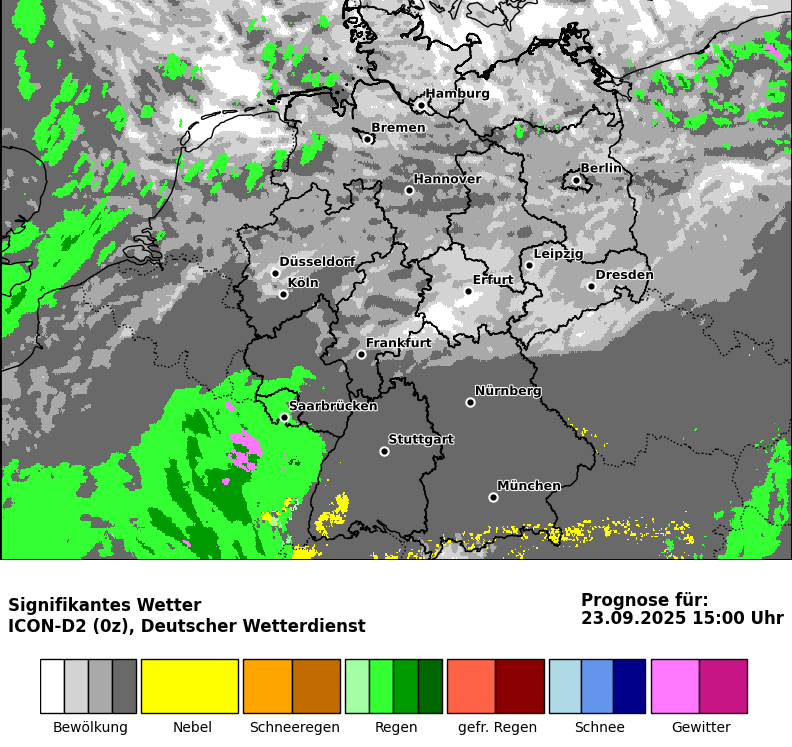 Hamburg
Bremen
Berlin
Hannover
Leipzig
Düsseldorf
Dresden
Köln
Erfurt
Frankfurt
Nürnberg
Saarbrücken
Stuttgart
München
Signifikantes Wetter
ICON-D2 (0z), Deutscher Wetterdienst
Prognose für:
23.09.2025 15:00 Uhr
Bewölkung Nebel Schneeregen Regen gefr. Regen Schnee Gewitter